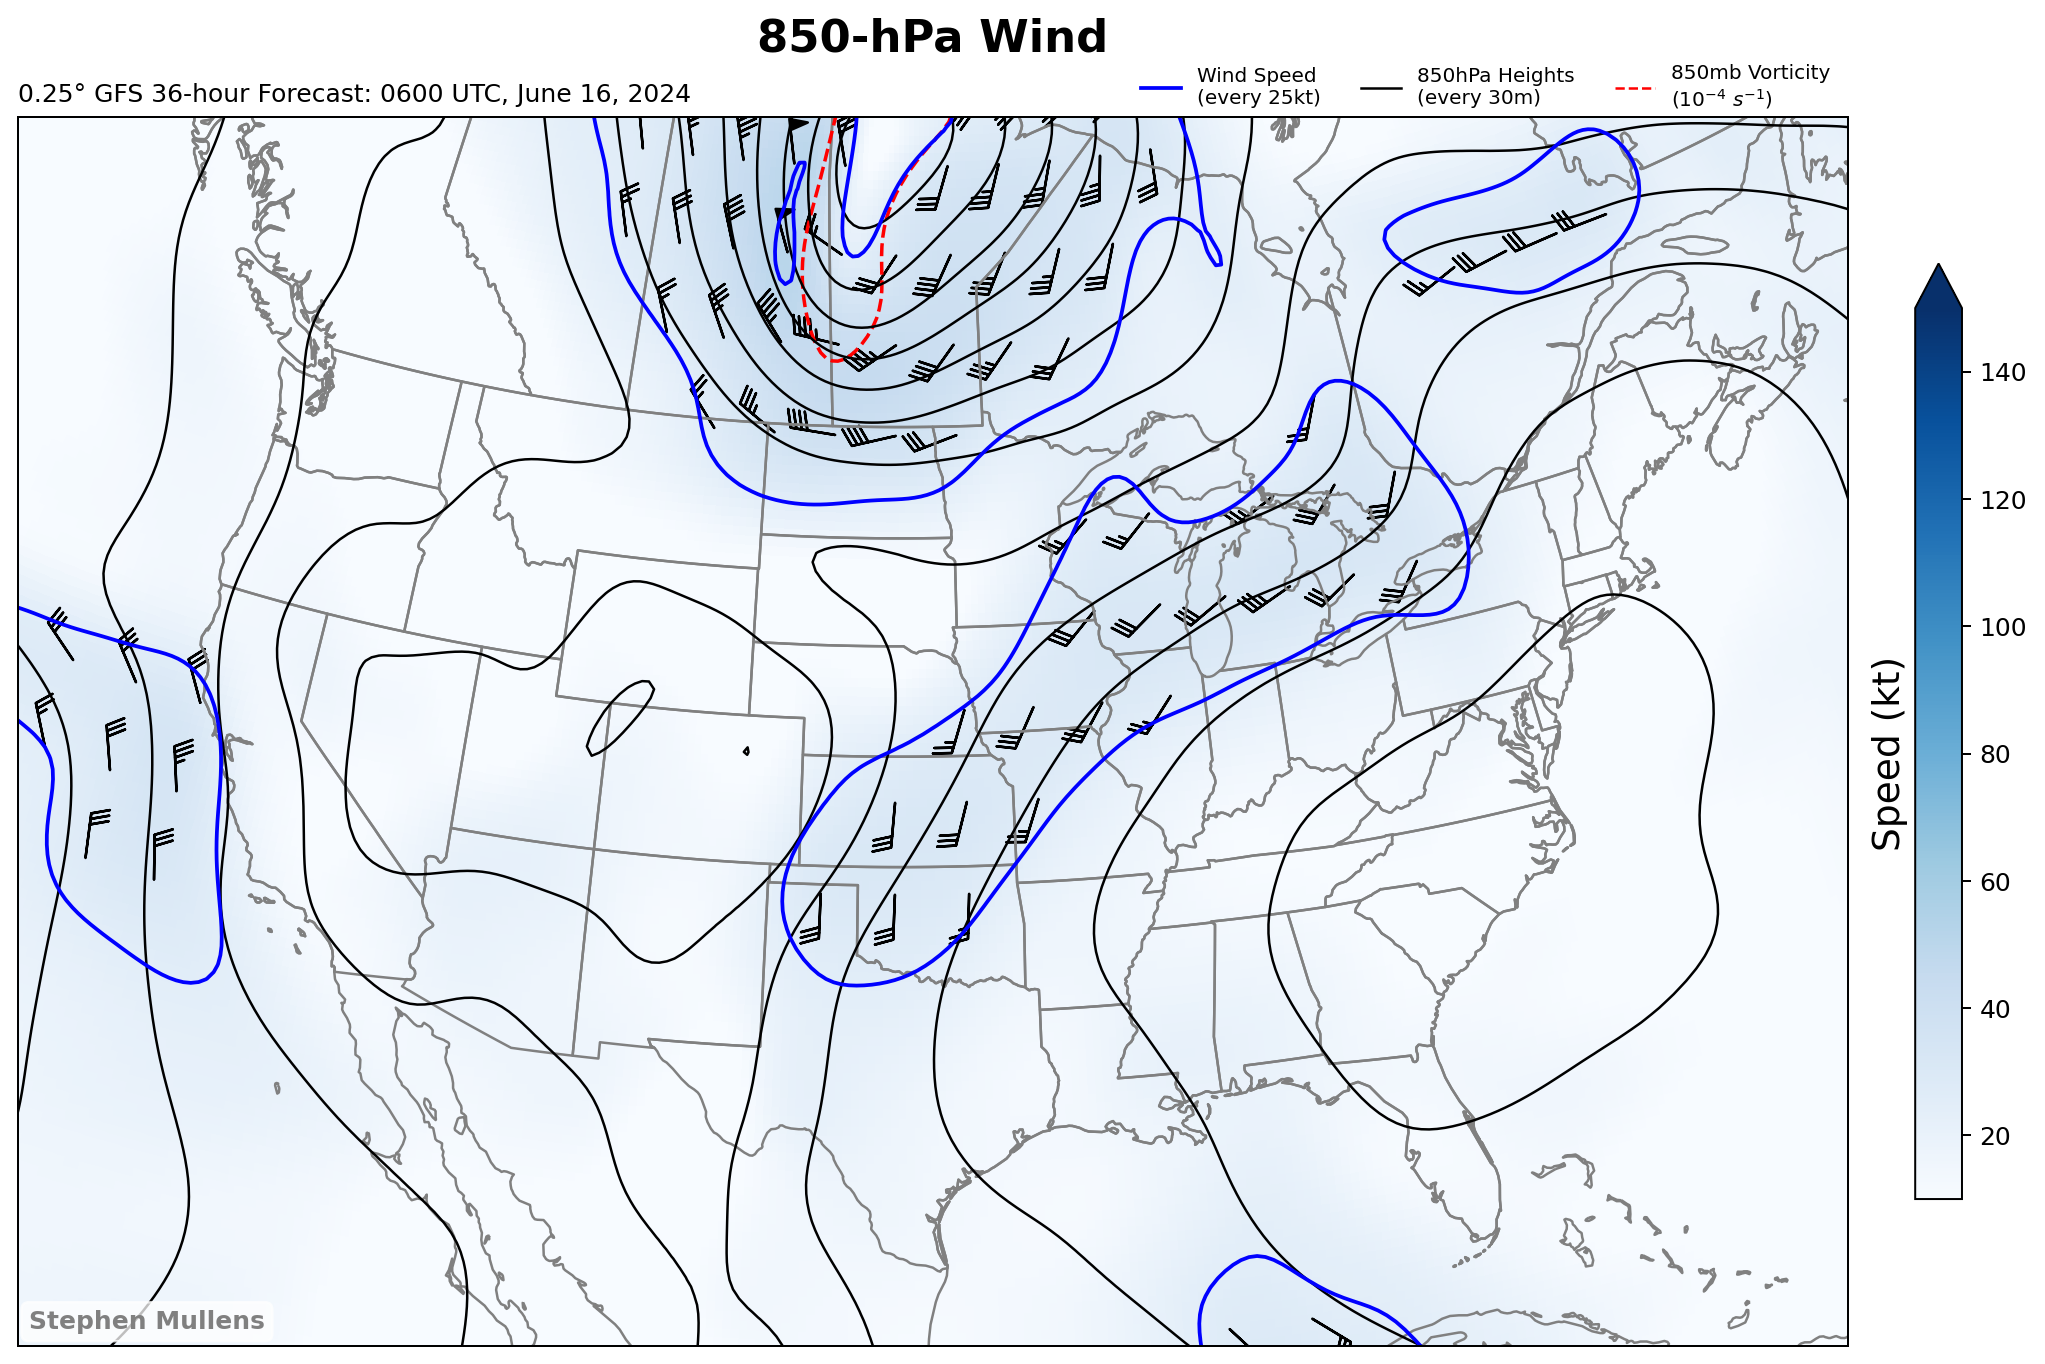 850-hPa Wind
0.25° GFS 36-hour Forecast: 0600 UTC, June 16, 2024
Wind Speed
(every 25kt)
850hPa Heights
(every 30m)
850mb Vorticity
(10⁻⁴ s⁻¹)
140
120
100
80
60
40
20
Speed (kt)
Stephen Mullens